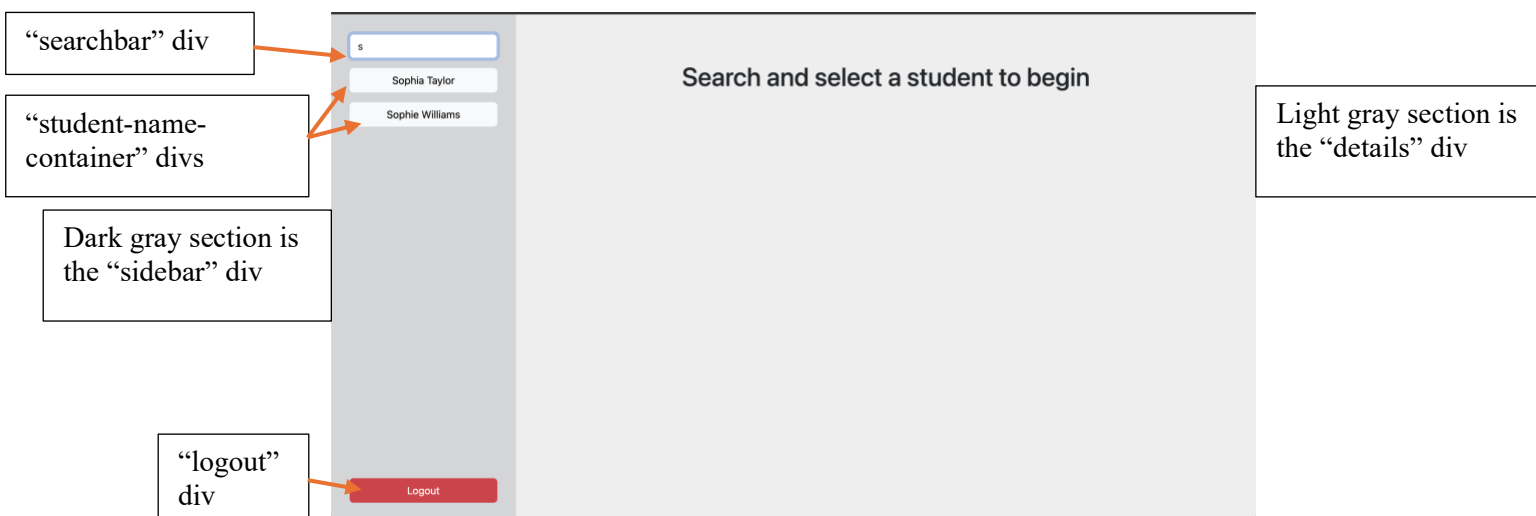 “searchbar” div
s
Sophia Taylor
Sophie Williams
Search and select a student to begin
“student-name-
container” divs
Light gray section is
the “details” div
Dark gray section is
the “sidebar” div
“logout”
div
Logout